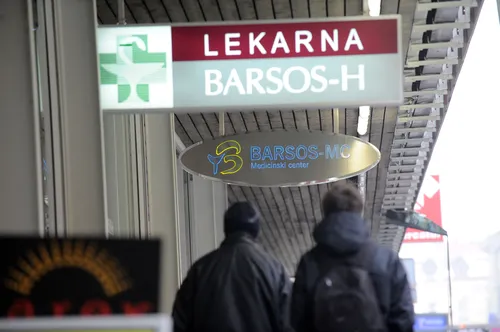 LEKARNA
BARSOS-H
BARSOS-MC
Medicinski center